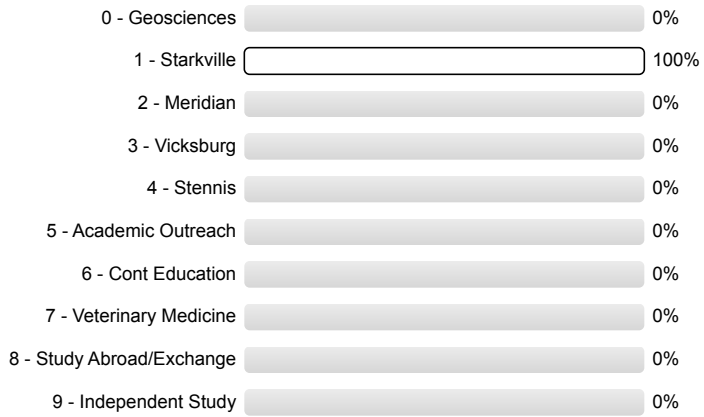 0 - Geosciences 0%
1 - Starkville 100%
2 - Meridian 0%
3 - Vicksburg 0%
4 - Stennis 0%
5 - Academic Outreach 0%
6 - Cont Education 0%
7 - Veterinary Medicine 0%
8 - Study Abroad/Exchange 0%
9 - Independent Study 0%